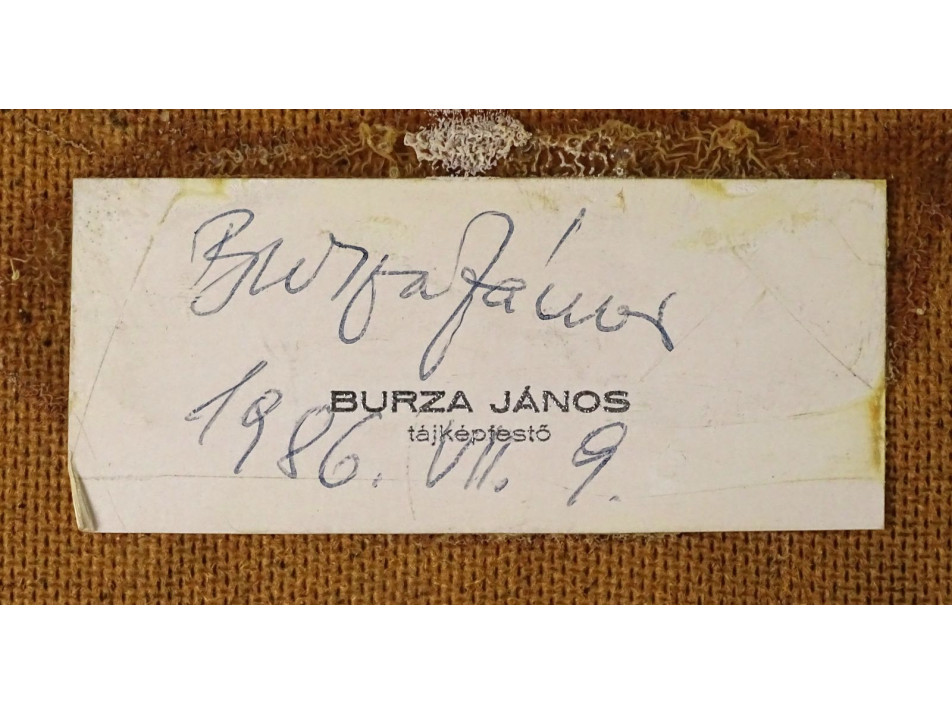 Burza János
BURZA JÁNOS
tájképfestő
1986. VII. 9.